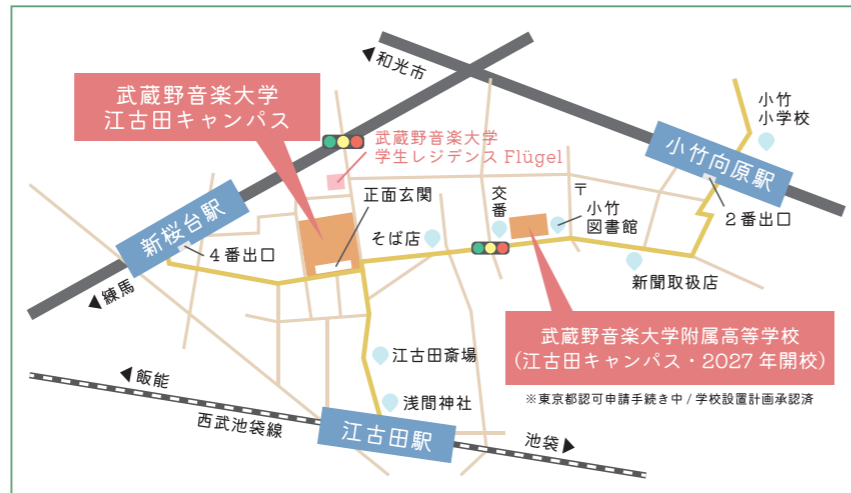 ◀和光市
武蔵野音楽大学
江古田キャンパス
小竹
小学校
武蔵野音楽大学
学生レジデンス Flügel
小竹向原駅
正面玄関
交番
〒
小竹
図書館
2番出口
新桜台駅
4番出口
そば店
新聞取扱店
◀練馬
武蔵野音楽大学附属高等学校
(江古田キャンパス・2027年開校)
※東京都認可申請手続き中 / 学校設置計画承認済
江古田斎場
◀飯能
浅間神社
西武池袋線
江古田駅
池袋▶